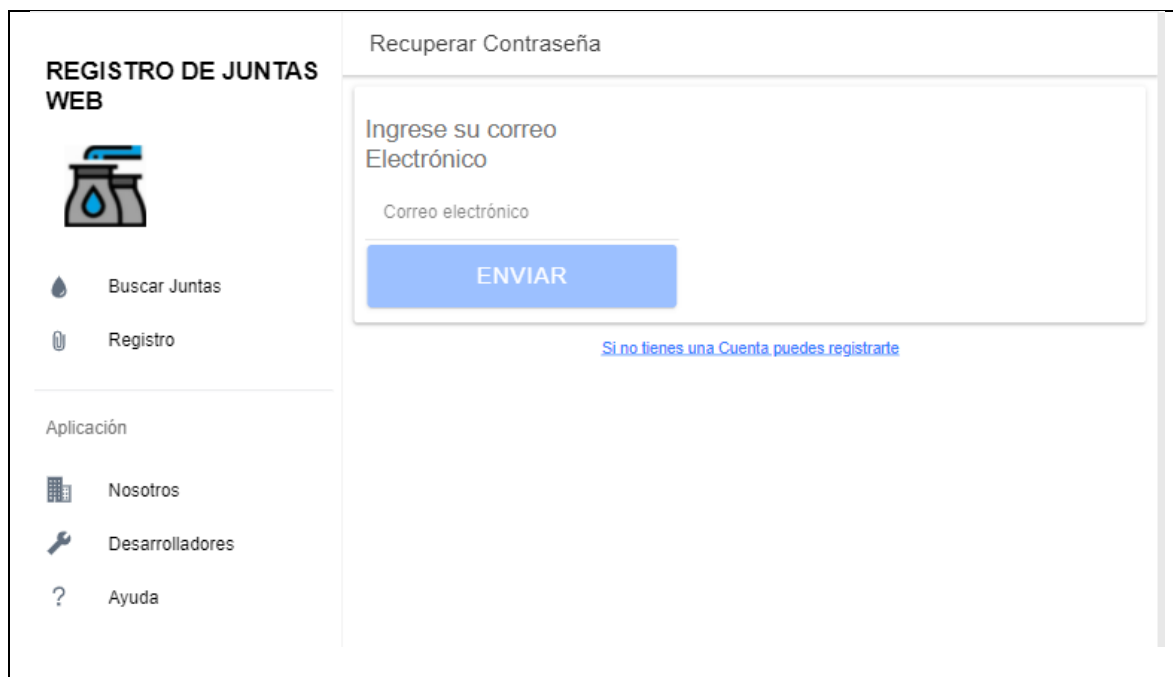 REGISTRO DE JUNTAS
WEB
Buscar Juntas
Registro
Aplicación
Nosotros
Desarrolladores
Ayuda
Recuperar Contraseña
Ingrese su correo
Electrónico
Correo electrónico
ENVIAR
Si no tienes una Cuenta puedes registrarte